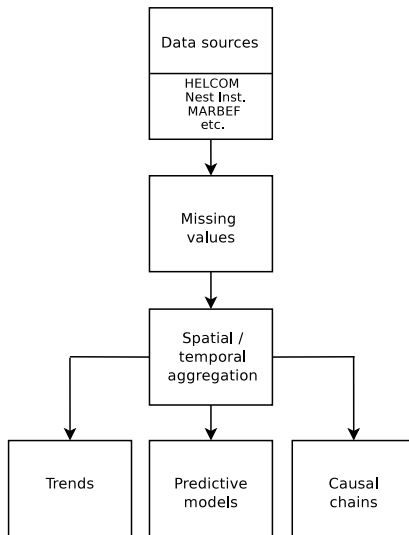 Data sources
HELCOM
Nest Inst.
MARBEF
etc.
Missing
values
Spatial /
temporal
aggregation
Trends
Predictive
models
Causal
chains